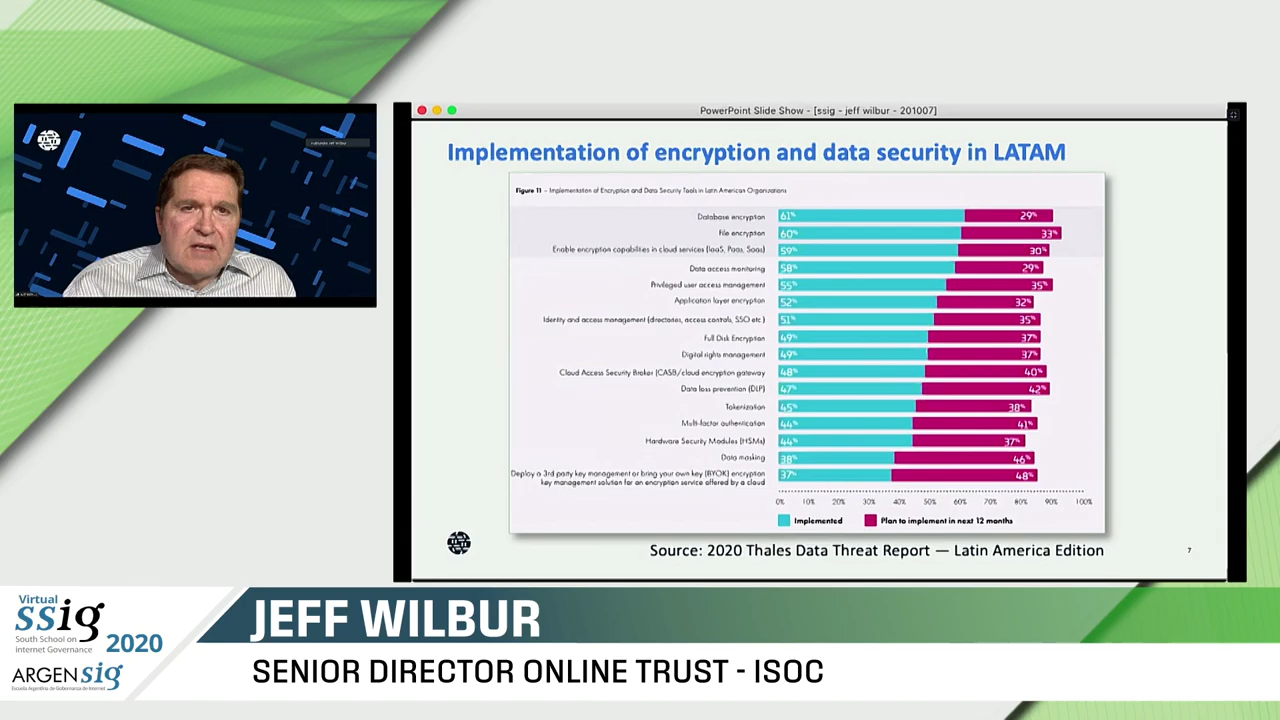 PowerPoint Slide Show - [ssig - jeff wilbur - 201007]
Implementation of encryption and data security in LATAM
Figure 11 – Implementation of Encryption and Data Security Tools in Latin American Organizations
Database encryption 61% 29%
File encryption 60% 33%
Enable encryption capabilities in cloud services (IaaS, PaaS, SaaS) 59% 30%
Data access monitoring 58% 29%
Privileged user access management 55% 35%
Application layer encryption 52% 32%
Identity and access management (directories, access controls, SSO etc.) 51% 35%
Full Disk Encryption 49% 37%
Digital rights management 49% 37%
Cloud Access Security Broker (CASB)/cloud encryption gateway 48% 40%
Data loss prevention (DLP) 47% 42%
Tokenization 45% 38%
Multi-factor authentication 44% 41%
Hardware Security Modules (HSMs) 44% 37%
Data masking 38% 46%
Deploy a 3rd party key management or bring your own key (BYOK) encryption 37% 48%
key management solution for an encryption service offered by a cloud
0% 10% 20% 30% 40% 50% 60% 70% 80% 90% 100%
Implemented Plan to implement in next 12 months
Source: 2020 Thales Data Threat Report — Latin America Edition
7
Virtual
ssig
South School on
Internet Governance
2020
ARGENsig
Escuela Argentina de Gobernanza de Internet
JEFF WILBUR
SENIOR DIRECTOR ONLINE TRUST - ISOC